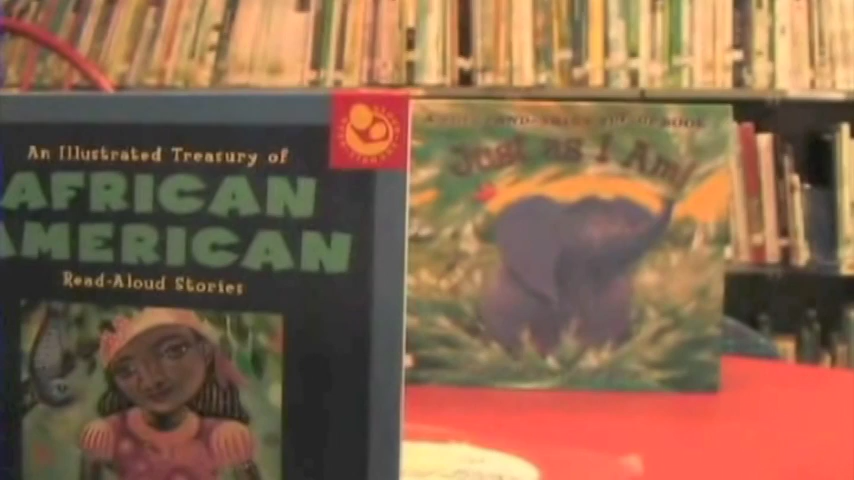 An Illustrated Treasury of
AFRICAN
AMERICAN
Read-Aloud Stories
Just as I Am!